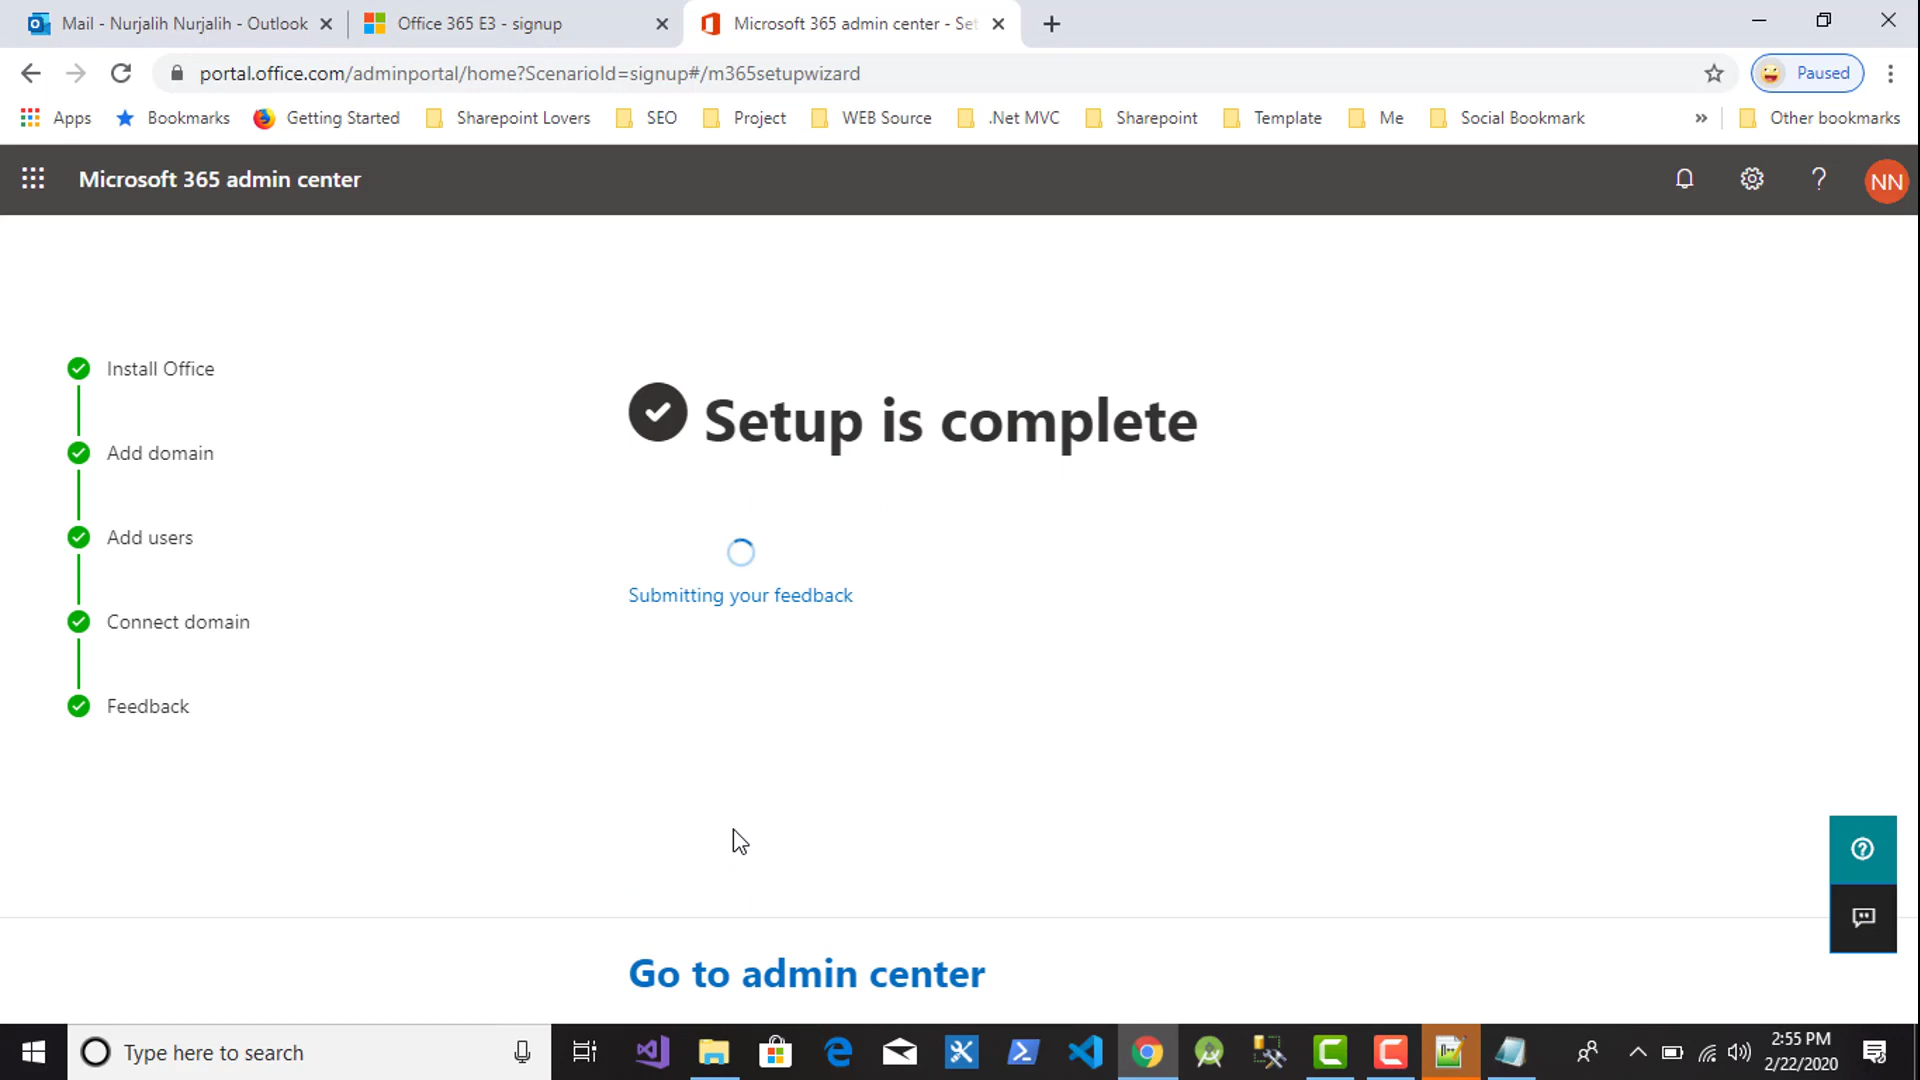 Mail - Nurjalih Nurjalih - Outlook
Office 365 E3 - signup
Microsoft 365 admin center - Set
portal.office.com/adminportal/home?ScenarioId=signup#/m365setupwizard
Paused
Apps
Bookmarks
Getting Started
Sharepoint Lovers
SEO
Project
WEB Source
.Net MVC
Sharepoint
Template
Me
Social Bookmark
»
Other bookmarks
Microsoft 365 admin center
NN
Install Office
Add domain
Add users
Connect domain
Feedback
Setup is complete
Submitting your feedback
Go to admin center
Type here to search
2:55 PM
2/22/2020